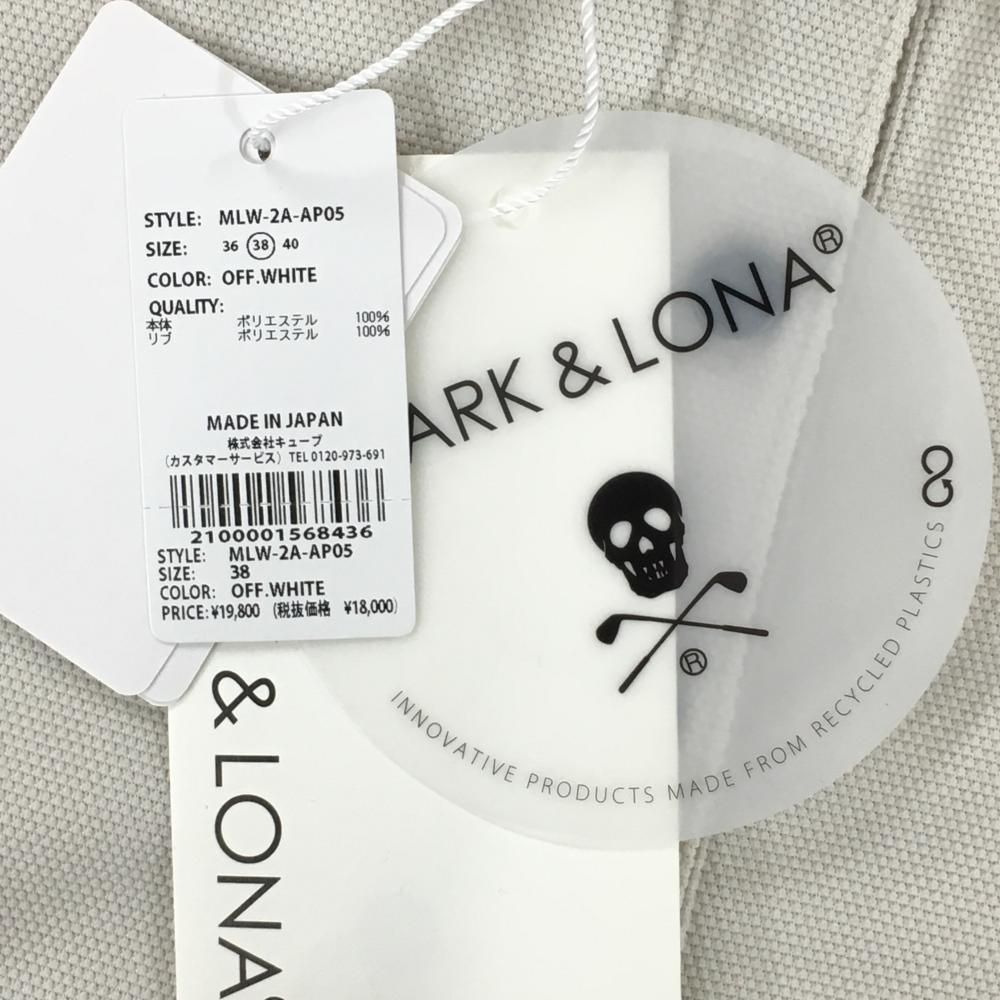 STYLE: MLW-2A-AP05
SIZE: 36 38 40
COLOR: OFF.WHITE
QUALITY:
本体 ポリエステル 100%
リブ ポリエステル 100%
MADE IN JAPAN
株式会社キューブ
(カスタマーサービス) TEL 0120-973-691
2100001568436
STYLE: MLW-2A-AP05
SIZE: 38
COLOR: OFF.WHITE
PRICE: ¥19,800 (税抜価格 ¥18,000)
ARK & LONA®
®
INNOVATIVE PRODUCTS MADE FROM RECYCLED PLASTICS
& LONA